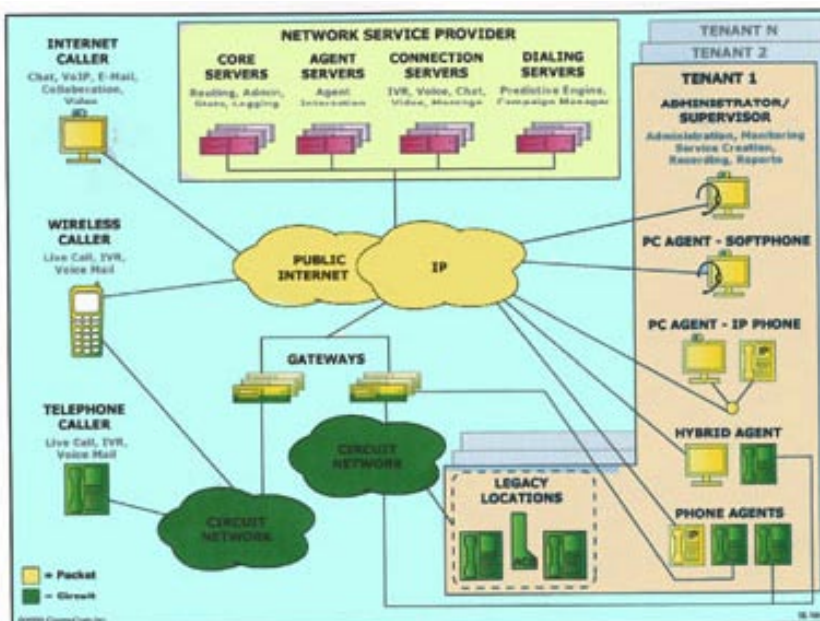 INTERNET
CALLER
Chat, VoIP, E-Mail,
Collaboration,
Video
NETWORK SERVICE PROVIDER
CORE
SERVERS
Routing, Admin,
Stats, Logging
AGENT
SERVERS
Agent
Interaction
CONNECTION
SERVERS
IVR, Voice, Chat,
Video, Message
DIALING
SERVERS
Predictive Engine,
Campaign Manager
TENANT N
TENANT 2
TENANT 1
ADMINISTRATOR/
SUPERVISOR
Administration, Monitoring
Service Creation,
Recording, Reports
WIRELESS
CALLER
Live Call, IVR,
Voice Mail
PUBLIC
INTERNET
IP
PC AGENT - SOFTPHONE
PC AGENT - IP PHONE
IP
GATEWAYS
TELEPHONE
CALLER
Live Call, IVR,
Voice Mail
CIRCUIT
NETWORK
HYBRID AGENT
LEGACY
LOCATIONS
ACD
PHONE AGENTS
IP
CIRCUIT
NETWORK
= Packet
= Circuit